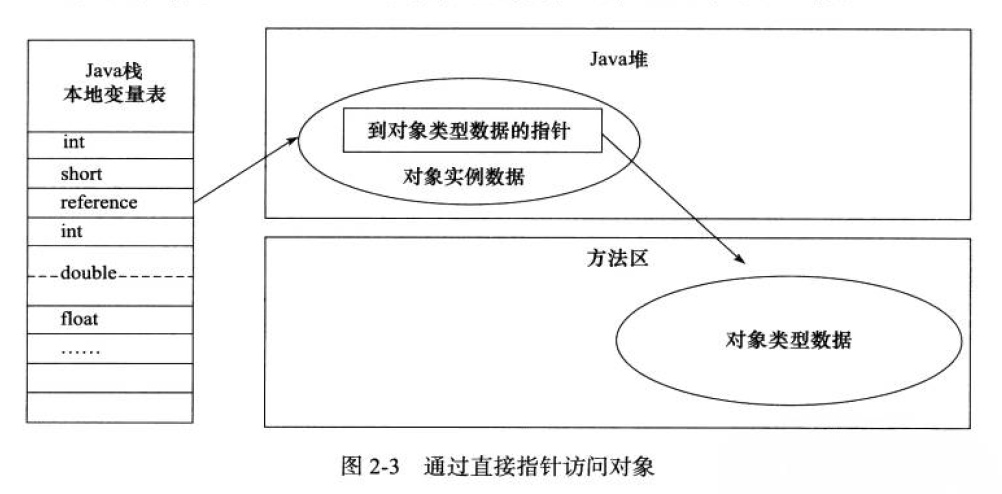 Java栈
本地变量表
int
short
reference
int
double
float
……
Java堆
到对象类型数据的指针
对象实例数据
方法区
对象类型数据
图 2-3 通过直接指针访问对象